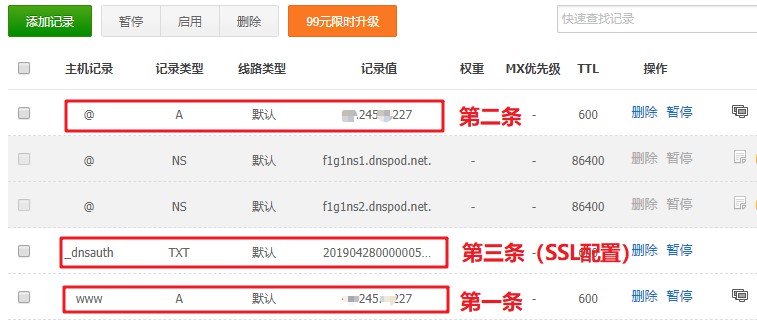 添加记录 暂停 启用 删除 99元限时升级 快速查找记录
主机记录 记录类型 线路类型 记录值 权重 MX优先级 TTL 操作
@ A 默认 .245. 227 第二条 - 600 删除 暂停
@ NS 默认 f1g1ns1.dnspod.net. - - 86400 删除 暂停
@ NS 默认 f1g1ns2.dnspod.net. - - 86400 删除 暂停
_dnsauth TXT 默认 201904280000005... 第三条（SSL配置） 删除 暂停
www A 默认 245. 227 第一条 - 600 删除 暂停